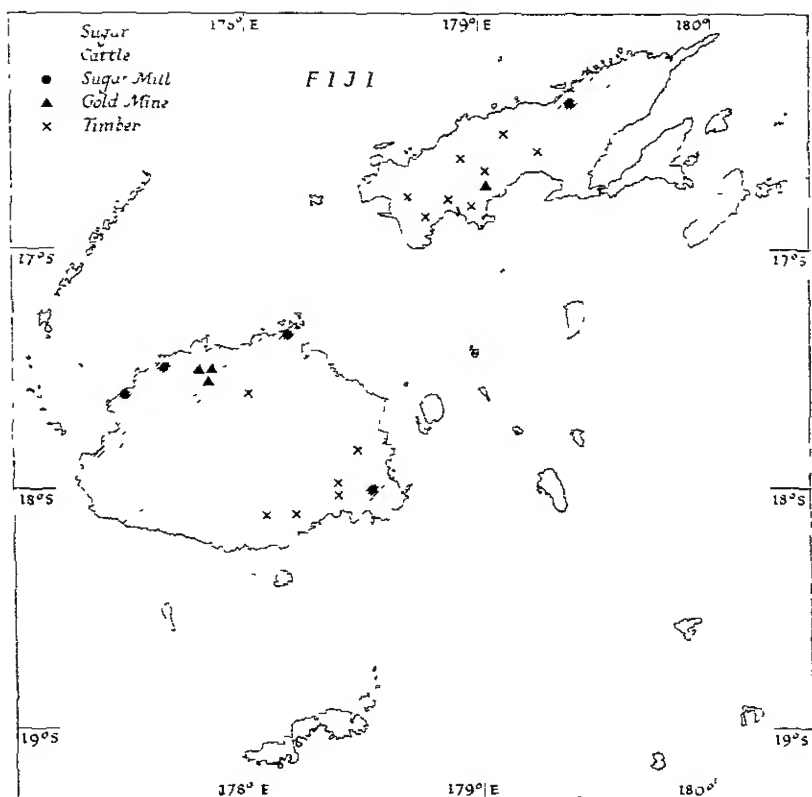 178° E 179° E 180°
Sugar
Cattle
Sugar Mill
Gold Mine
Timber
FIJI
17°S 17°S
18°S 18°S
19°S 19°S
178° E 179° E 180°